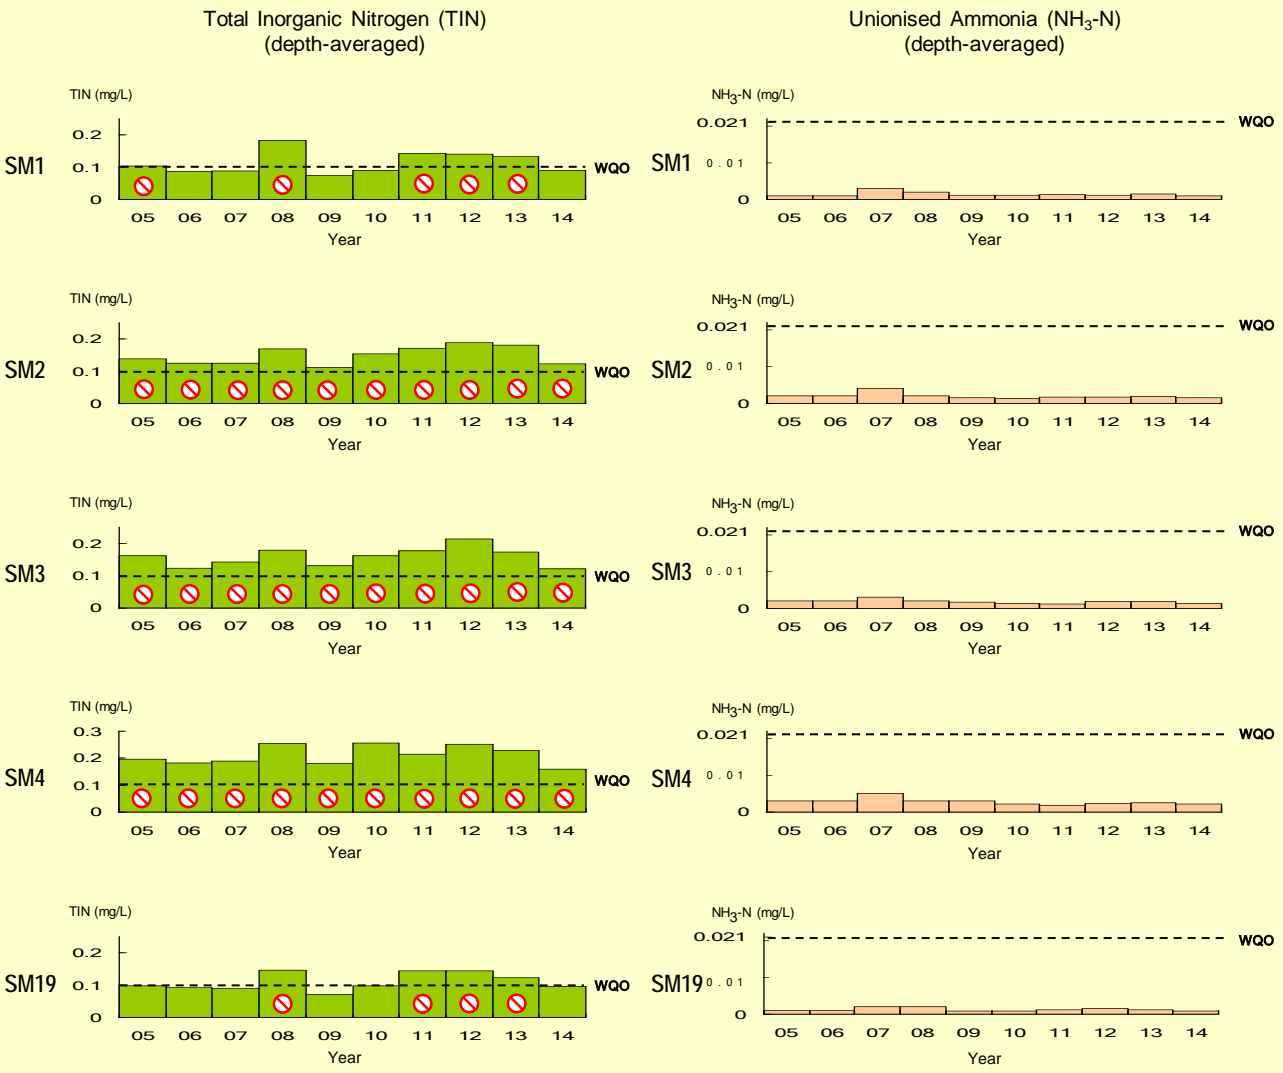 Total Inorganic Nitrogen (TIN)
(depth-averaged)
Unionised Ammonia (NH3-N)
(depth-averaged)
TIN (mg/L)
0.2
SM1
0.1
WQO
0
05 06 07 08 09 10 11 12 13 14
Year
NH3-N (mg/L)
0.021
WQO
SM1
0.01
0
05 06 07 08 09 10 11 12 13 14
Year
TIN (mg/L)
0.2
SM2
0.1
WQO
0
05 06 07 08 09 10 11 12 13 14
Year
NH3-N (mg/L)
0.021
WQO
SM2
0.01
0
05 06 07 08 09 10 11 12 13 14
Year
TIN (mg/L)
0.2
SM3
0.1
WQO
0
05 06 07 08 09 10 11 12 13 14
Year
NH3-N (mg/L)
0.021
WQO
SM3
0.01
0
05 06 07 08 09 10 11 12 13 14
Year
TIN (mg/L)
0.3
0.2
SM4
0.1
WQO
0
05 06 07 08 09 10 11 12 13 14
Year
NH3-N (mg/L)
0.021
WQO
SM4
0.01
0
05 06 07 08 09 10 11 12 13 14
Year
TIN (mg/L)
0.2
SM19
0.1
WQO
0
05 06 07 08 09 10 11 12 13 14
Year
NH3-N (mg/L)
0.021
WQO
SM19
0.01
0
05 06 07 08 09 10 11 12 13 14
Year